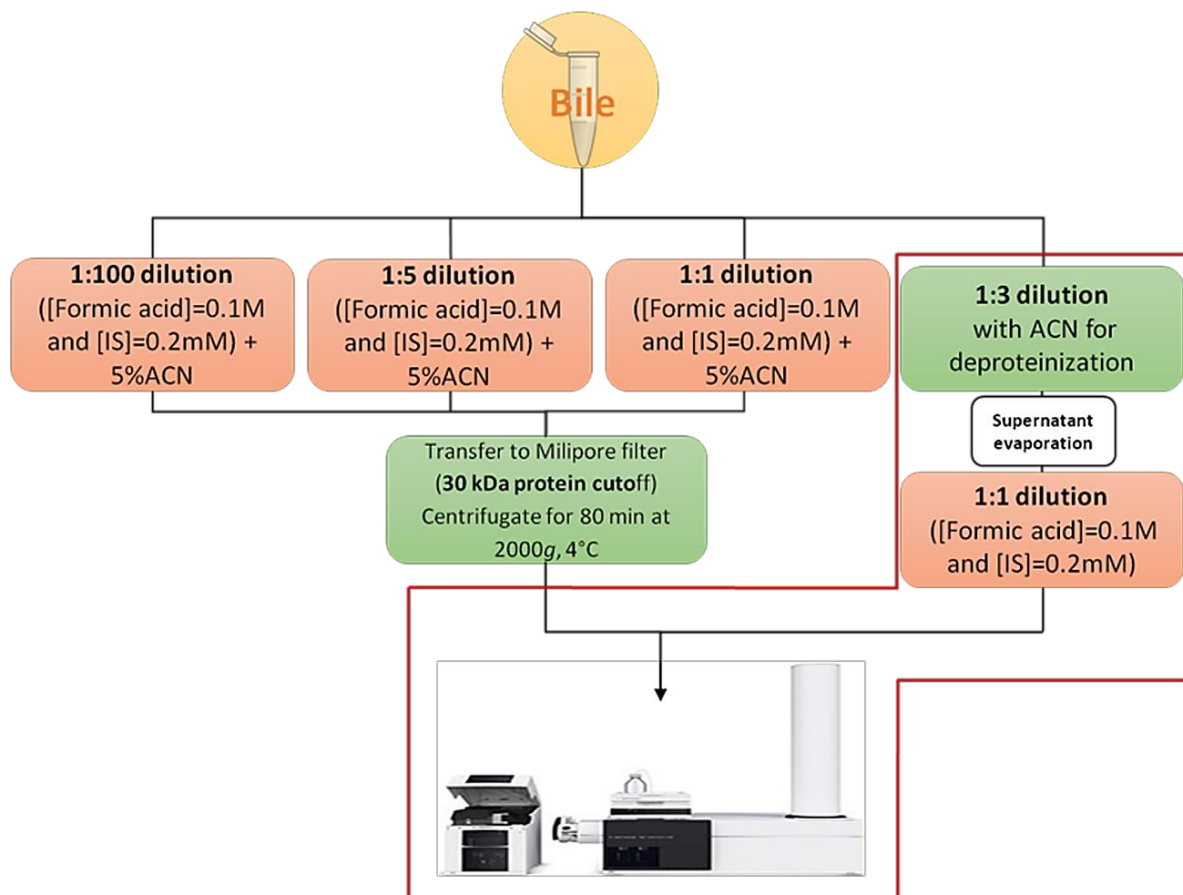 Bile
1:100 dilution
([Formic acid]=0.1M
and [IS]=0.2mM) +
5%ACN
1:5 dilution
([Formic acid]=0.1M
and [IS]=0.2mM) +
5%ACN
1:1 dilution
([Formic acid]=0.1M
and [IS]=0.2mM) +
5%ACN
1:3 dilution
with ACN for
deproteinization
Supernatant
evaporation
Transfer to Milipore filter
(30 kDa protein cutoff)
Centrifugate for 80 min at
2000g, 4°C
1:1 dilution
([Formic acid]=0.1M
and [IS]=0.2mM)